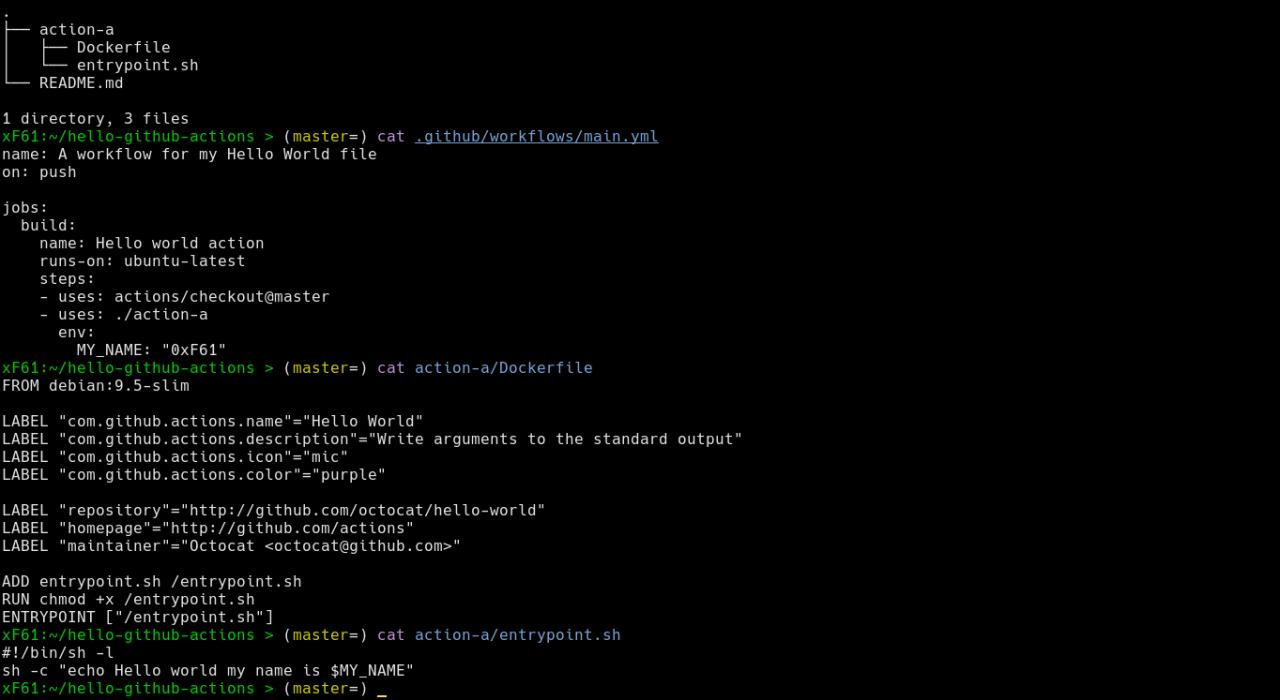 .
├── action-a
│   ├── Dockerfile
│   └── entrypoint.sh
└── README.md

1 directory, 3 files
xF61:~/hello-github-actions > (master=) cat .github/workflows/main.yml
name: A workflow for my Hello World file
on: push

jobs:
  build:
    name: Hello world action
    runs-on: ubuntu-latest
    steps:
    - uses: actions/checkout@master
    - uses: ./action-a
      env:
        MY_NAME: "0xF61"
xF61:~/hello-github-actions > (master=) cat action-a/Dockerfile
FROM debian:9.5-slim

LABEL "com.github.actions.name"="Hello World"
LABEL "com.github.actions.description"="Write arguments to the standard output"
LABEL "com.github.actions.icon"="mic"
LABEL "com.github.actions.color"="purple"

LABEL "repository"="http://github.com/octocat/hello-world"
LABEL "homepage"="http://github.com/actions"
LABEL "maintainer"="Octocat <octocat@github.com>"

ADD entrypoint.sh /entrypoint.sh
RUN chmod +x /entrypoint.sh
ENTRYPOINT ["/entrypoint.sh"]
xF61:~/hello-github-actions > (master=) cat action-a/entrypoint.sh
#!/bin/sh -l
sh -c "echo Hello world my name is $MY_NAME"
xF61:~/hello-github-actions > (master=) _